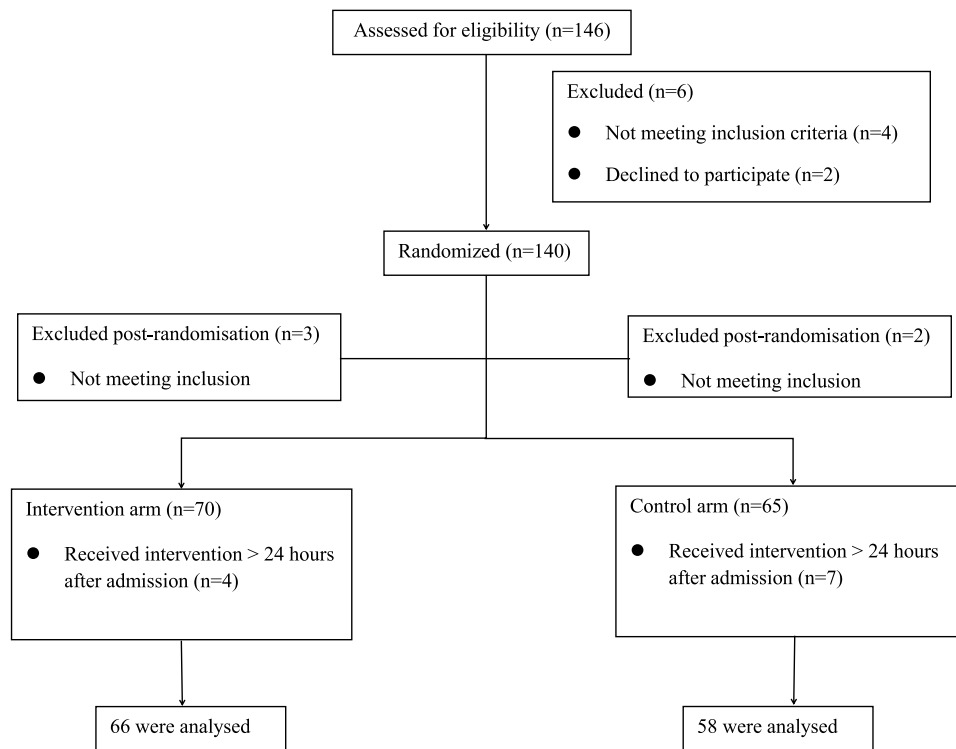 Assessed for eligibility (n=146)
Excluded (n=6)
● Not meeting inclusion criteria (n=4)
● Declined to participate (n=2)
Randomized (n=140)
Excluded post-randomisation (n=3)
● Not meeting inclusion
Excluded post-randomisation (n=2)
● Not meeting inclusion
Intervention arm (n=70)
● Received intervention > 24 hours
after admission (n=4)
Control arm (n=65)
● Received intervention > 24 hours
after admission (n=7)
66 were analysed
58 were analysed